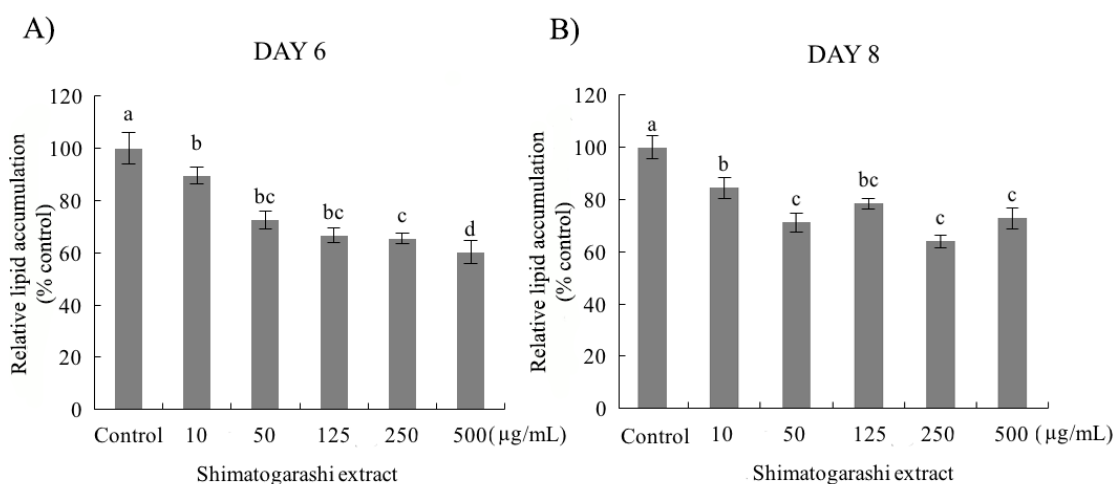 A)
DAY 6
Relative lipid accumulation
(% control)
120
100
80
60
40
20
0
a
b
bc
bc
c
d
Control 10 50 125 250 500 (µg/mL)
Shimatogarashi extract
B)
DAY 8
Relative lipid accumulation
(% control)
120
100
80
60
40
20
0
a
b
c
bc
c
c
Control 10 50 125 250 500 (µg/mL)
Shimatogarashi extract